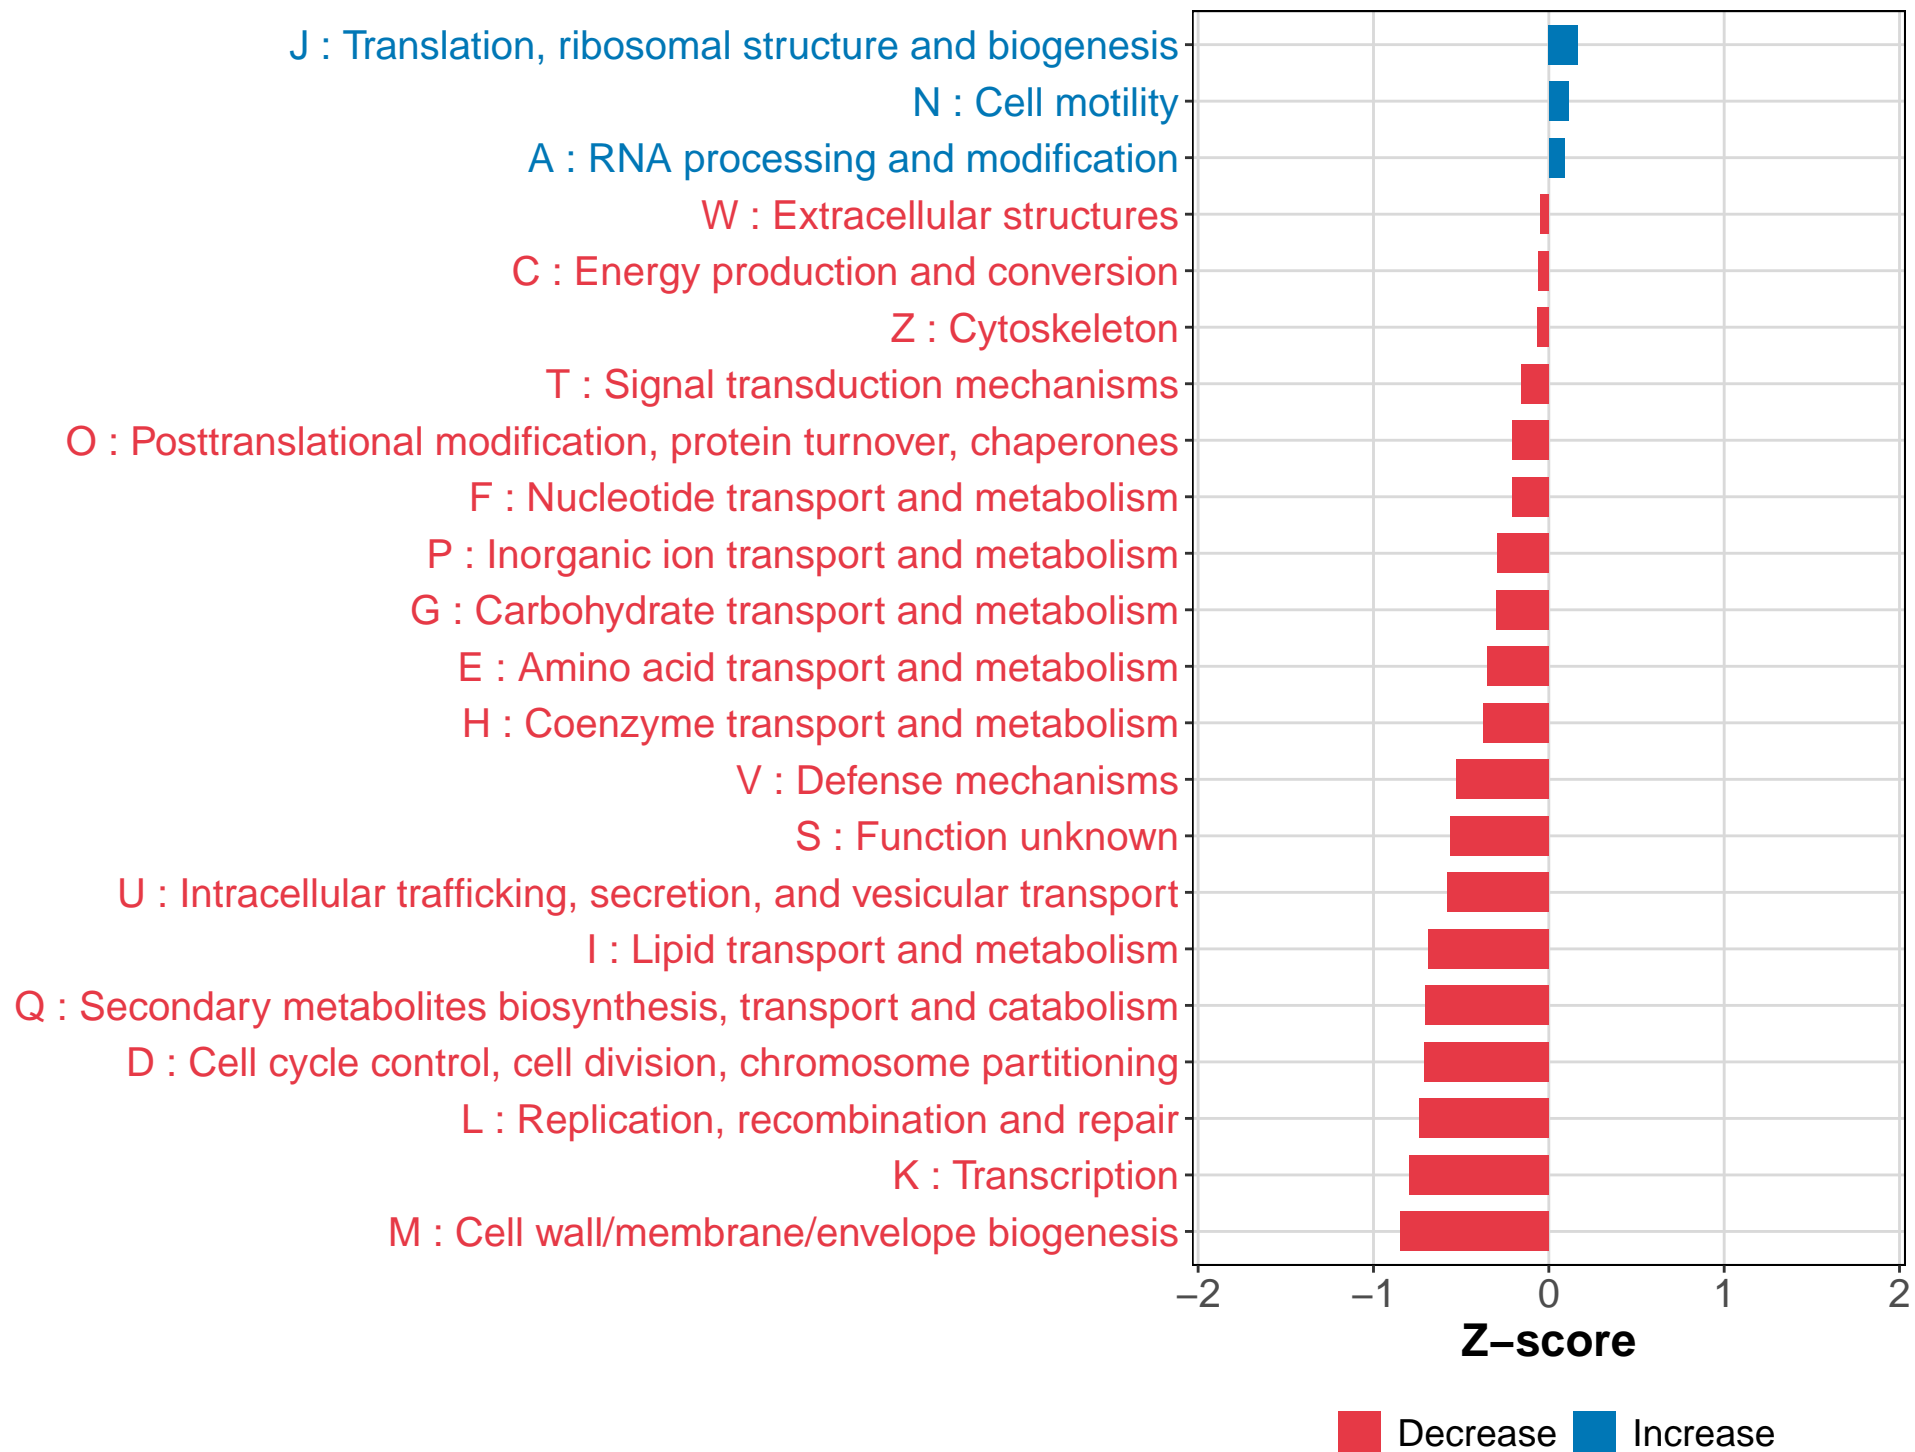 J : Translation, ribosomal structure and biogenesis
N : Cell motility
A : RNA processing and modification
W : Extracellular structures
C : Energy production and conversion
Z : Cytoskeleton
T : Signal transduction mechanisms
O : Posttranslational modification, protein turnover, chaperones
F : Nucleotide transport and metabolism
P : Inorganic ion transport and metabolism
G : Carbohydrate transport and metabolism
E : Amino acid transport and metabolism
H : Coenzyme transport and metabolism
V : Defense mechanisms
S : Function unknown
U : Intracellular trafficking, secretion, and vesicular transport
I : Lipid transport and metabolism
Q : Secondary metabolites biosynthesis, transport and catabolism
D : Cell cycle control, cell division, chromosome partitioning
L : Replication, recombination and repair
K : Transcription
M : Cell wall/membrane/envelope biogenesis
−2 −1 0 1 2
Z−score
Decrease Increase